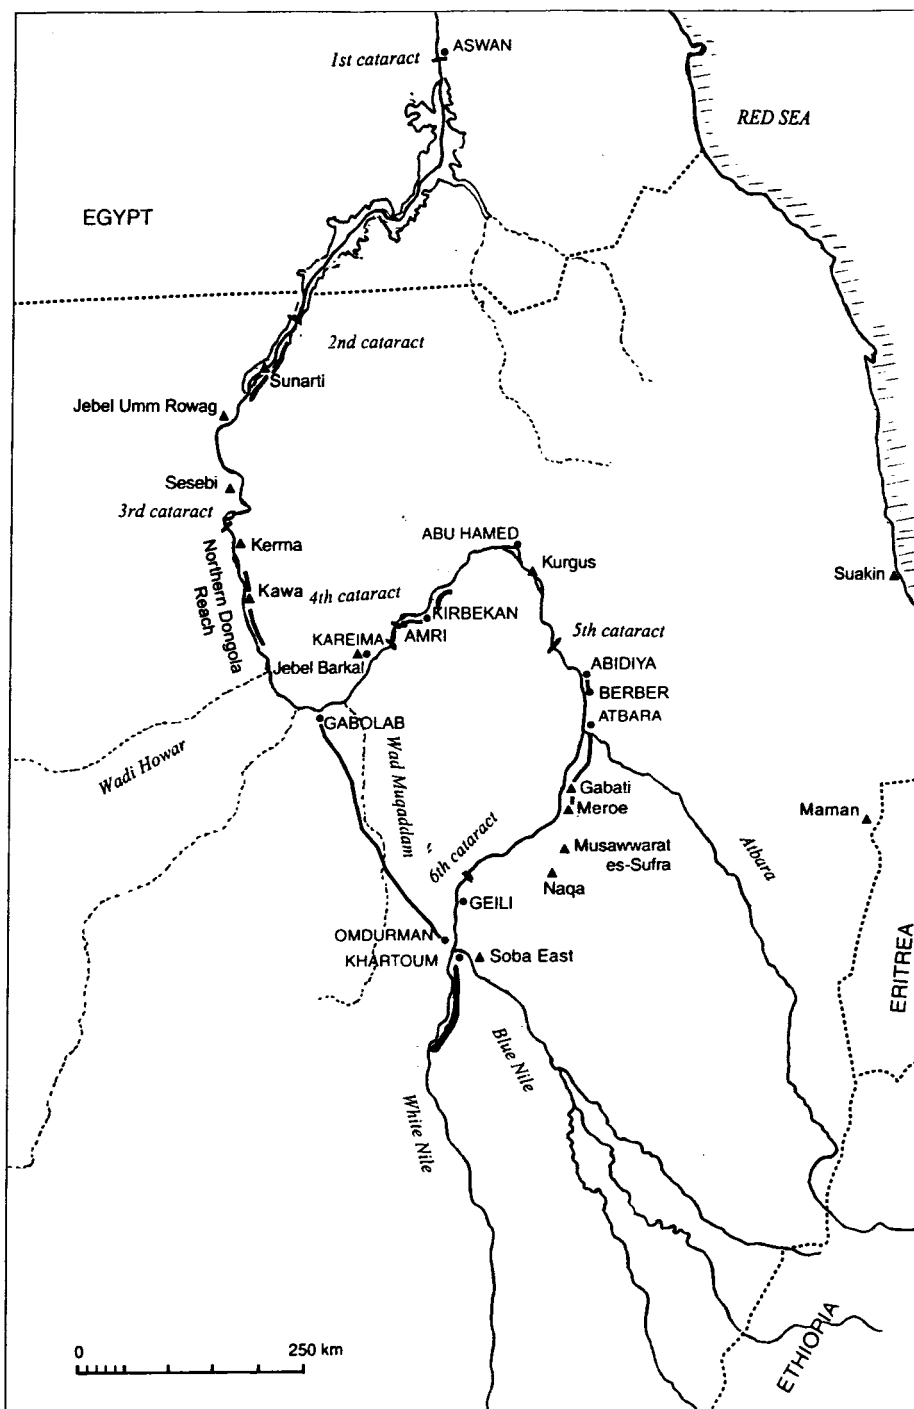 ASWAN
1st cataract
RED SEA
EGYPT
2nd cataract
Sunarti
Jebel Umm Rowag
Sesebi
3rd cataract
ABU HAMED
Kerma
Kurgus
Suakin
Northern Dongola
Reach
Kawa
4th cataract
KIRBEKAN
AMRI
5th cataract
KAREIMA
Jebel Barkal
ABIDIYA
BERBER
GABOLAB
ATBARA
Wadi Howar
Wad Muqaddam
Gabati
Meroe
Maman
6th cataract
Musawwarat
es-Sufra
Atbara
Naqa
GEILI
OMDURMAN
KHARTOUM
Soba East
ERITREA
Blue Nile
White Nile
ETHIOPIA
0
250 km